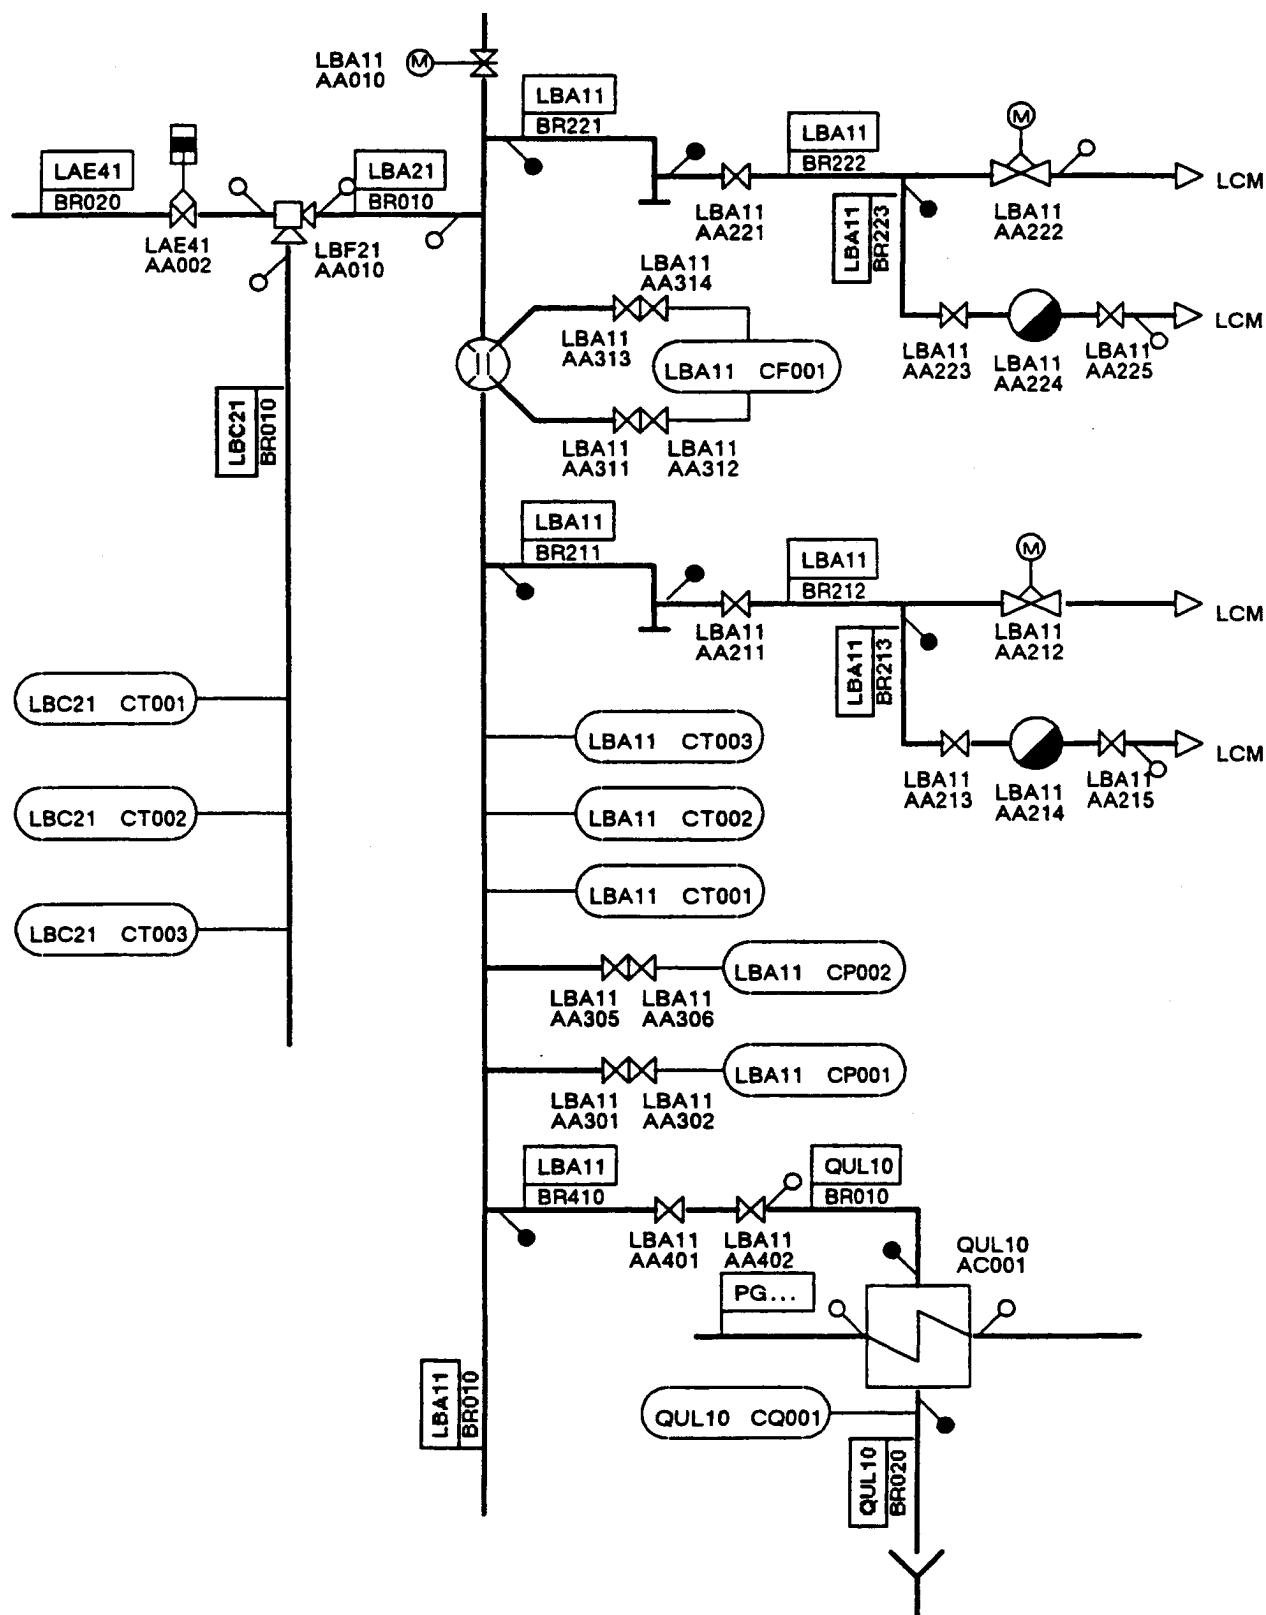 LBA11
AA010
M
LBA11
BR221
LBA11
BR222
M
LCM
LAE41
BR020
LBA21
BR010
LAE41
AA002
LBF21
AA010
LBA11
AA221
LBA11
BR223
LBA11
AA222
LBA11
AA314
LBA11
AA313
LBA11 CF001
LBA11
AA311
LBA11
AA312
LCM
LBA11
AA223
LBA11
AA224
LBA11
AA225
LBC21
BR010
LBA11
BR211
LBA11
BR212
M
LCM
LBA11
AA211
LBA11
BR213
LBA11
AA212
LBC21 CT001
LBA11 CT003
LCM
LBA11
AA213
LBA11
AA214
LBA11
AA215
LBC21 CT002
LBA11 CT002
LBA11 CT001
LBC21 CT003
LBA11 CP002
LBA11
AA305
LBA11
AA306
LBA11 CP001
LBA11
AA301
LBA11
AA302
LBA11
BR410
QUL10
BR010
LBA11
AA401
LBA11
AA402
QUL10
AC001
PG...
LBA11
BR010
QUL10 CQ001
QUL10
BR020